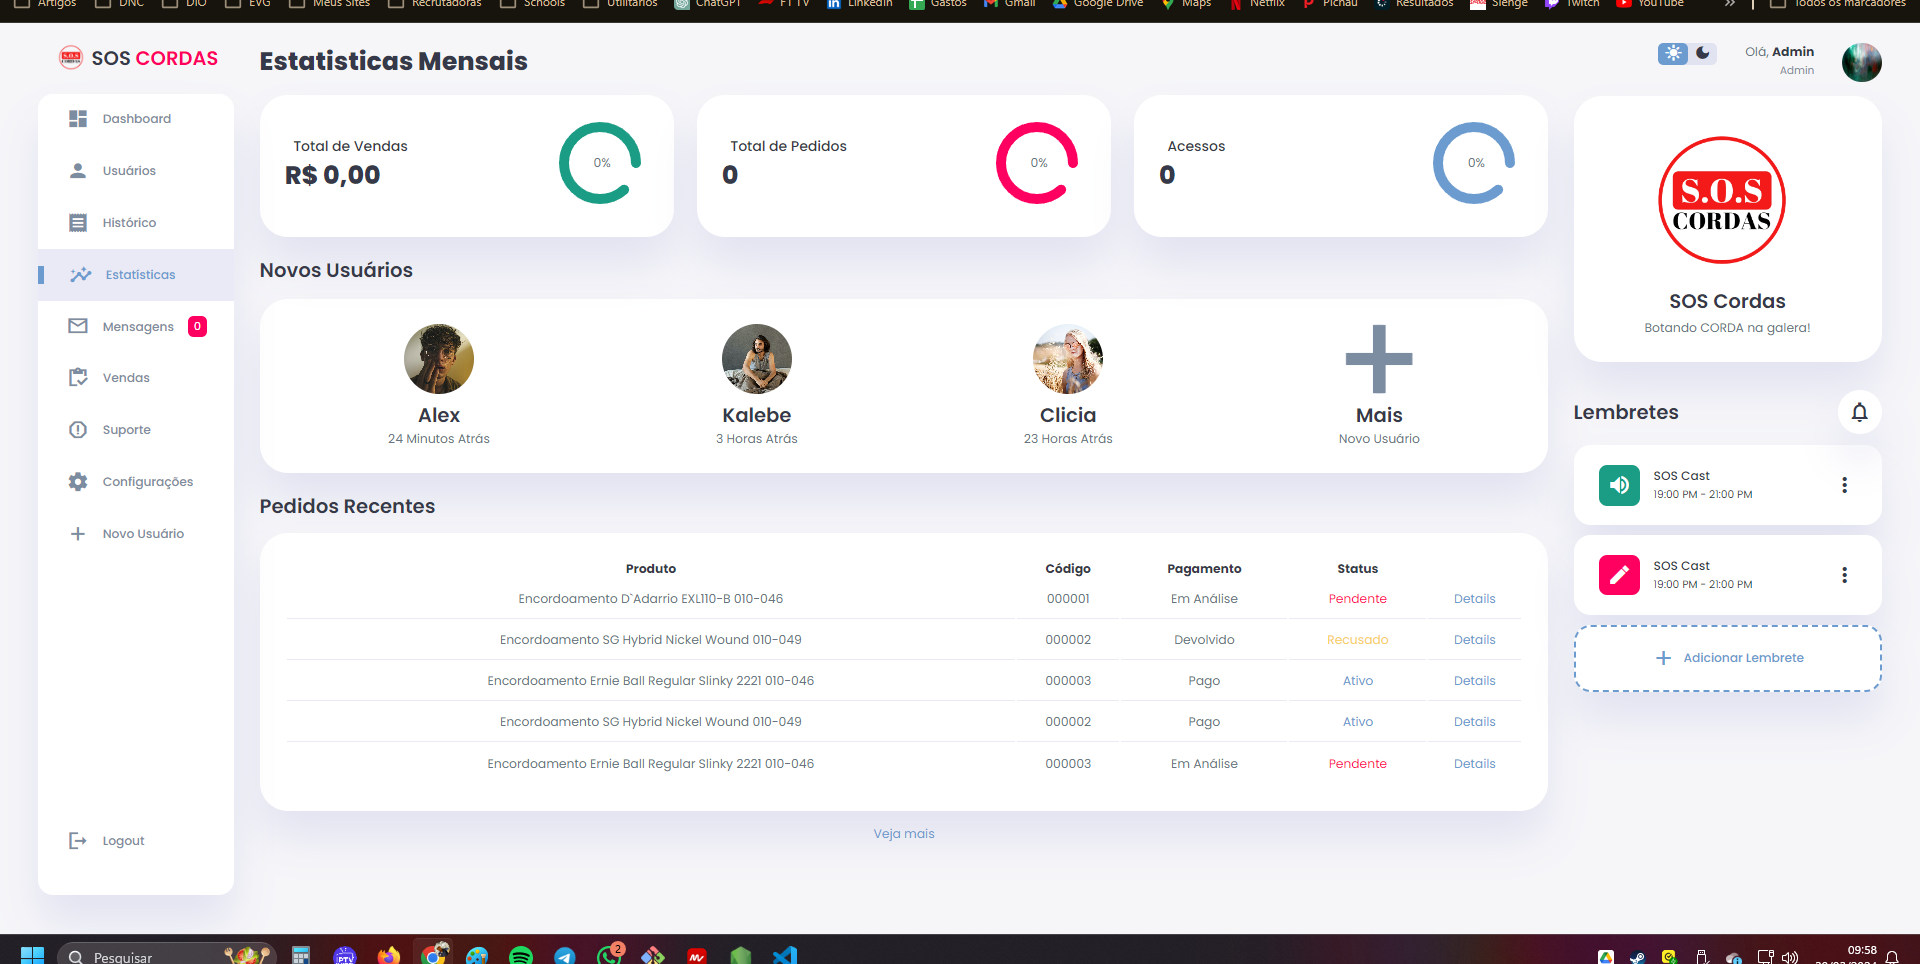 Artigos DNC DIO EVG Meus Sites Recrutadoras Schools Utilitários ChatGPT FTTV LinkedIn Gastos Gmail Google Drive Maps Netflix Pichau Resultados Sienge Twitch YouTube » Todos os marcadores
SOS CORDAS
Estatisticas Mensais
Olá, Admin
Admin
Dashboard
Usuários
Histórico
Estatísticas
Mensagens 0
Vendas
Suporte
Configurações
Novo Usuário
Logout
Total de Vendas
R$ 0,00
0%
Total de Pedidos
0
0%
Acessos
0
0%
Novos Usuários
Alex
24 Minutos Atrás
Kalebe
3 Horas Atrás
Clicia
23 Horas Atrás
Mais
Novo Usuário
Pedidos Recentes
Produto Código Pagamento Status
Encordoamento D`Adarrio EXL110-B 010-046 000001 Em Análise Pendente Details
Encordoamento SG Hybrid Nickel Wound 010-049 000002 Devolvido Recusado Details
Encordoamento Ernie Ball Regular Slinky 2221 010-046 000003 Pago Ativo Details
Encordoamento SG Hybrid Nickel Wound 010-049 000002 Pago Ativo Details
Encordoamento Ernie Ball Regular Slinky 2221 010-046 000003 Em Análise Pendente Details
Veja mais
S.O.S
CORDAS
SOS Cordas
Botando CORDA na galera!
Lembretes
SOS Cast
19:00 PM - 21:00 PM
SOS Cast
19:00 PM - 21:00 PM
Adicionar Lembrete
Pesquisar
IPTV
2
09:58